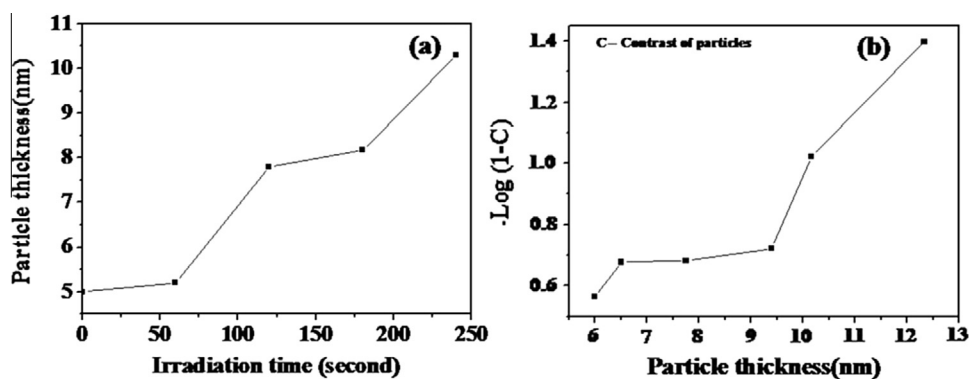 (a)
11
10
9
8
7
6
5
Particle thickness(nm)
0 50 100 150 200 250
Irradiation time (second)
C – Contrast of particles
(b)
1.4
1.2
1.0
0.8
0.6
-Log (1-C)
6 7 8 9 10 11 12 13
Particle thickness(nm)